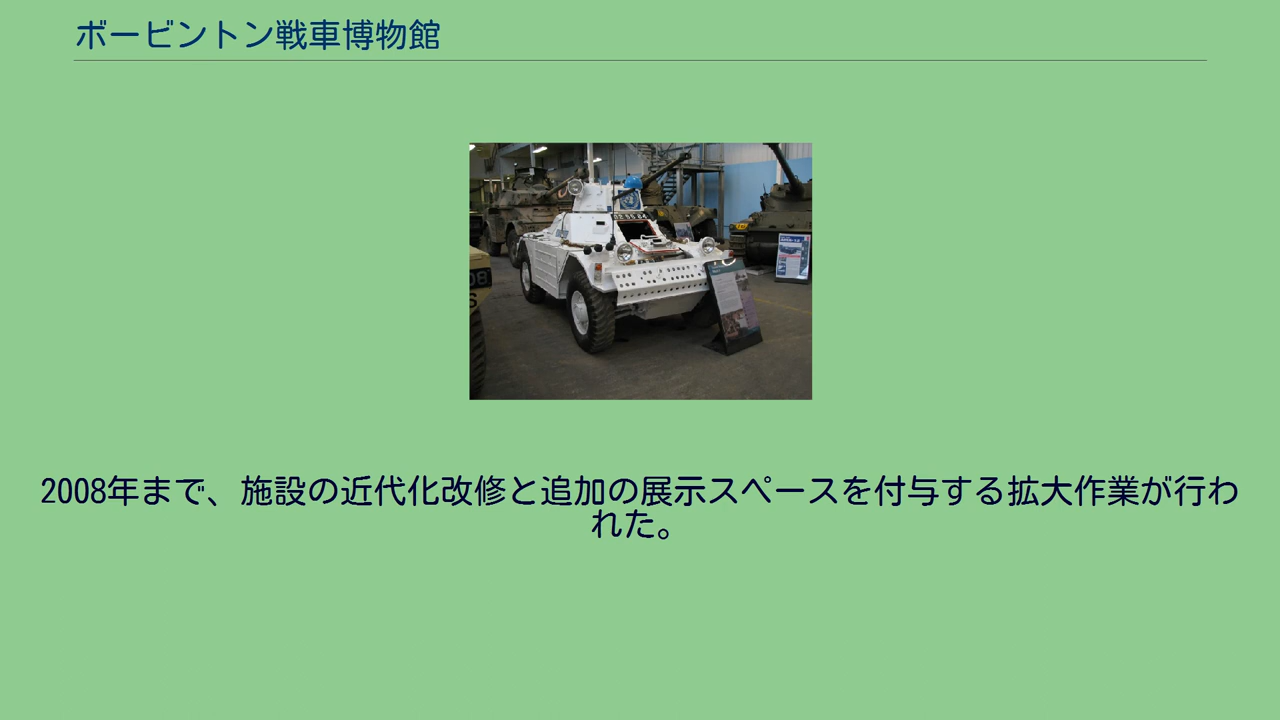 ボービントン戦車博物館
2008年まで、施設の近代化改修と追加の展示スペースを付与する拡大作業が行わ
れた。